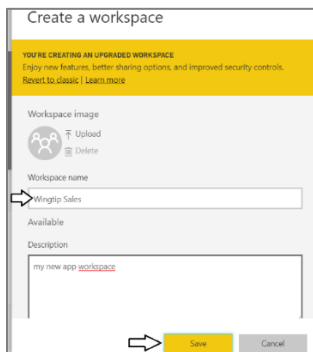 Create a workspace
YOU'RE CREATING AN UPGRADED WORKSPACE
Enjoy new features, better sharing options, and improved security controls.
Revert to classic | Learn more
Workspace image
Upload
Delete
Workspace name
Wingtip Sales
Available
Description
my new app workspace
Save Cancel